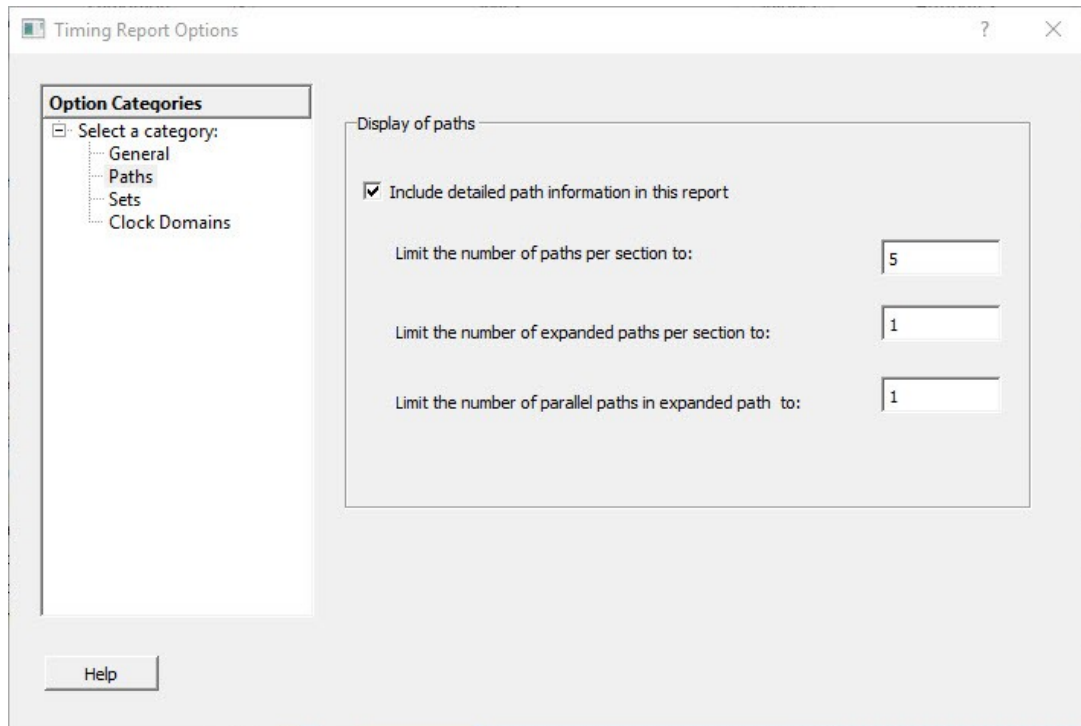 Timing Report Options
?
Option Categories
Select a category:
General
Paths
Sets
Clock Domains
Display of paths
Include detailed path information in this report
Limit the number of paths per section to:
5
Limit the number of expanded paths per section to:
1
Limit the number of parallel paths in expanded path  to:
1
Help